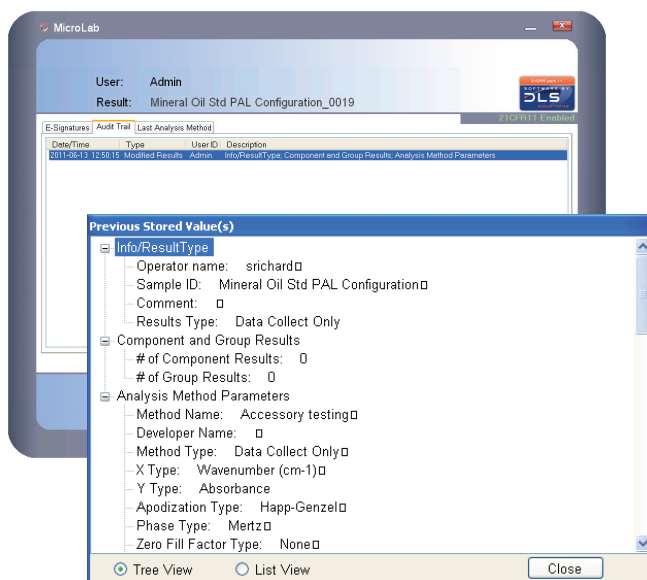 MicroLab
User: Admin
Result: Mineral Oil Std PAL Configuration_0019
21CFR part 11
SOFTWARE BY
DLS
SOLUTIONS
21CFR11 Enabled
E-Signatures Audit Trail Last Analysis Method
Date/Time Type User ID Description
2011-06-13 12:50:15 Modified Results Admin Info/ResultType; Component and Group Results; Analysis Method Parameters
Previous Stored Value(s)
Info/ResultType
Operator name: srichard
Sample ID: Mineral Oil Std PAL Configuration
Comment:
Results Type: Data Collect Only
Component and Group Results
# of Component Results: 0
# of Group Results: 0
Analysis Method Parameters
Method Name: Accessory testing
Developer Name:
Method Type: Data Collect Only
X Type: Wavenumber (cm-1)
Y Type: Absorbance
Apodization Type: Happ-Genzel
Phase Type: Mertz
Zero Fill Factor Type: None
Tree View List View Close